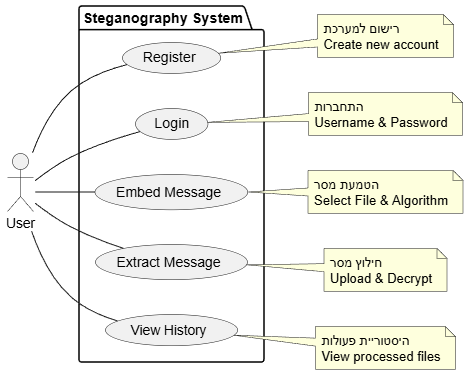 Steganography System
Register
רישום למערכת
Create new account
Login
התחברות
Username & Password
Embed Message
הטמעת מסר
Select File & Algorithm
User
Extract Message
חילוץ מסר
Upload & Decrypt
View History
היסטוריית פעולות
View processed files